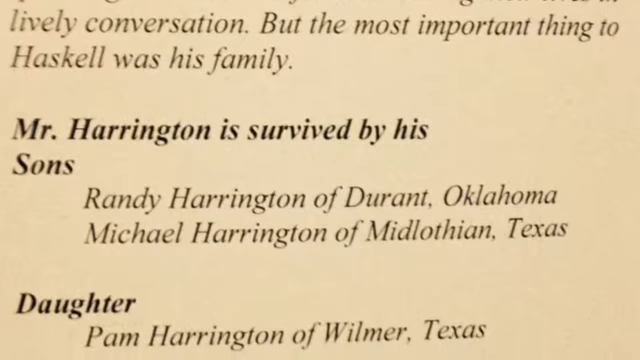 lively conversation. But the most important thing to
Haskell was his family.
Mr. Harrington is survived by his
Sons
Randy Harrington of Durant, Oklahoma
Michael Harrington of Midlothian, Texas
Daughter
Pam Harrington of Wilmer, Texas